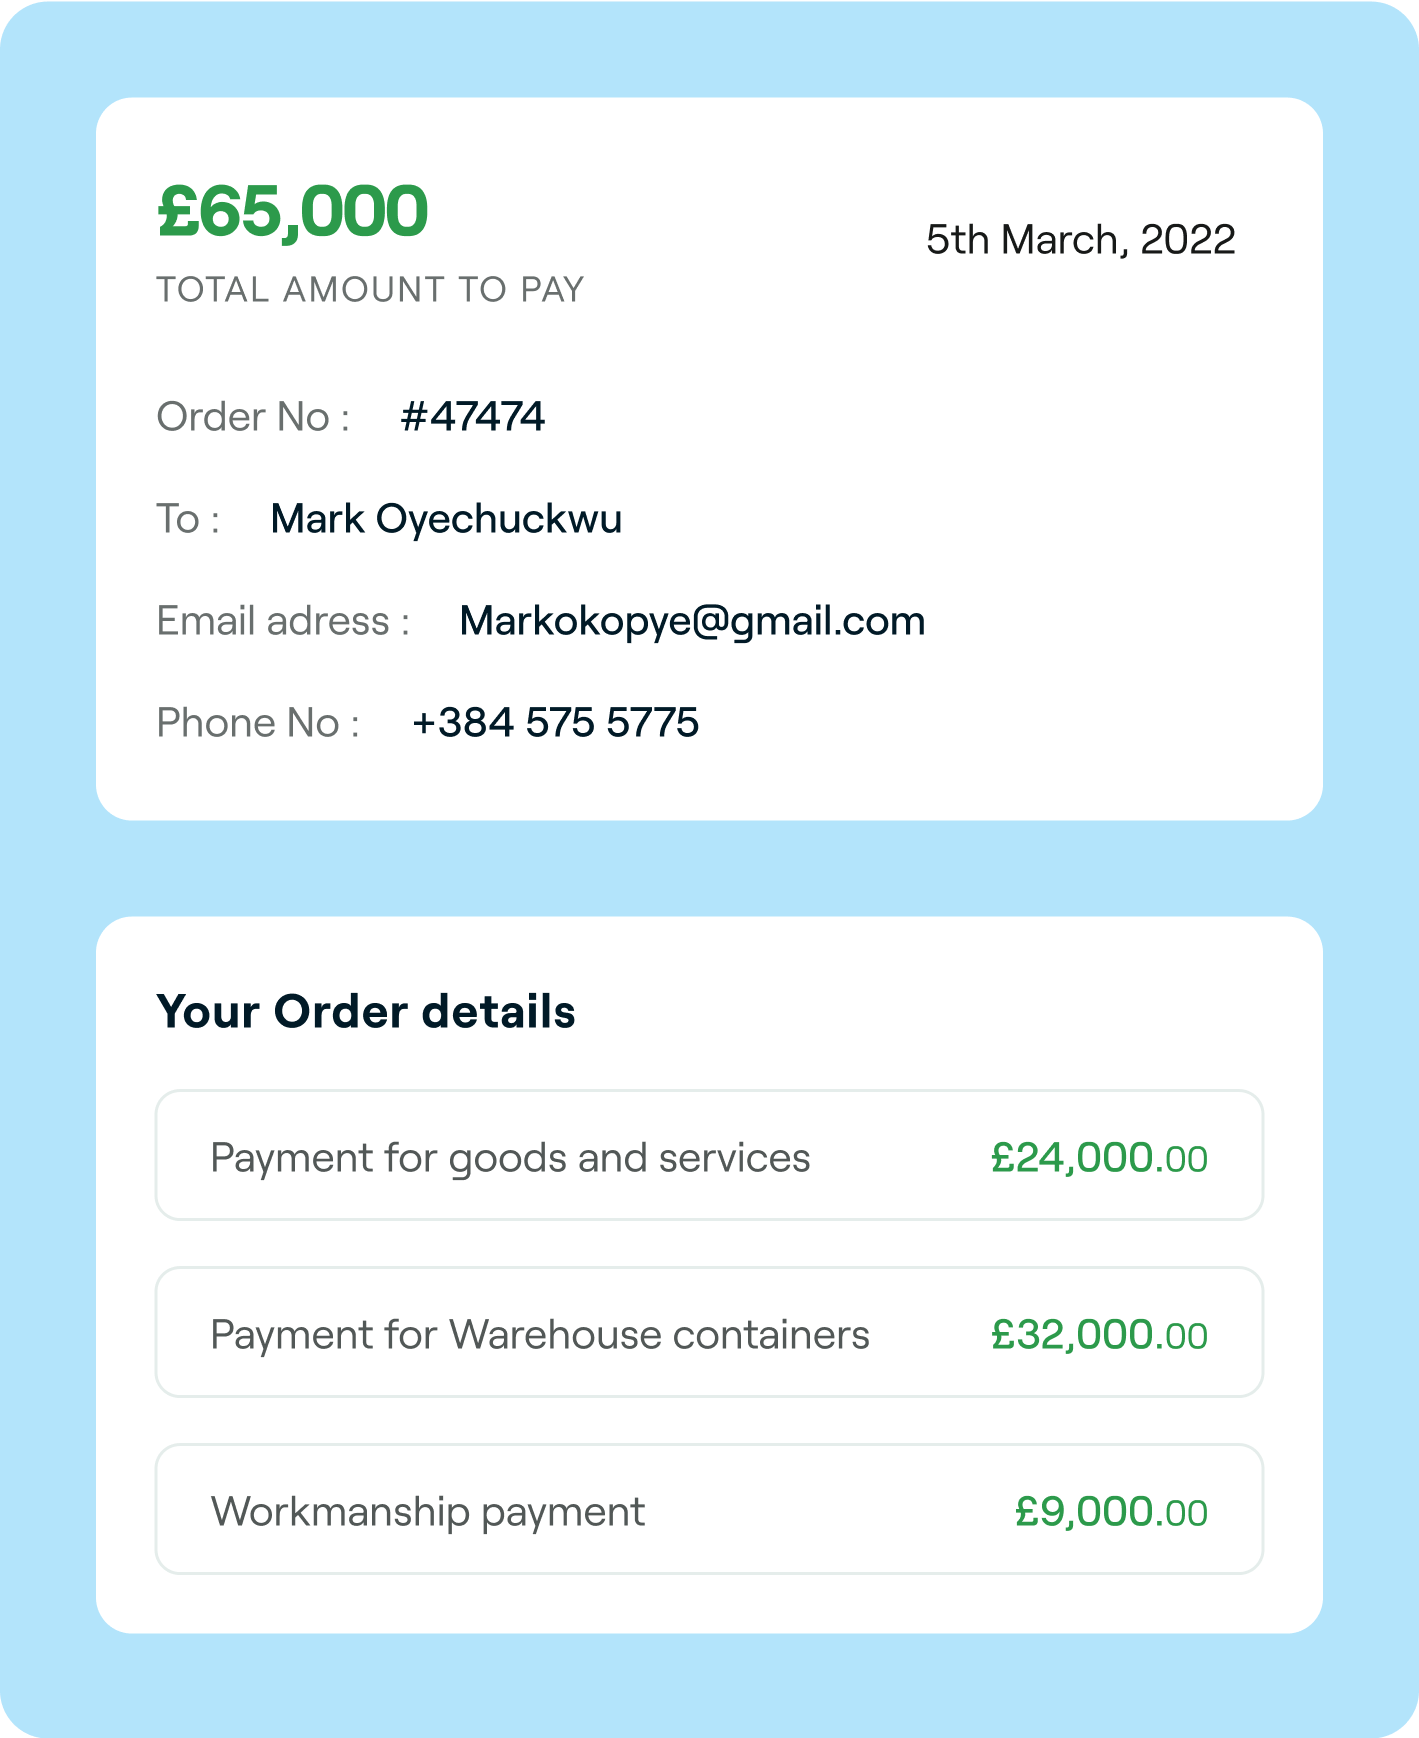 £65,000
5th March, 2022
TOTAL AMOUNT TO PAY
Order No : #47474
To : Mark Oyechuckwu
Email adress : Markokopye@gmail.com
Phone No : +384 575 5775
Your Order details
Payment for goods and services £24,000.00
Payment for Warehouse containers £32,000.00
Workmanship payment £9,000.00